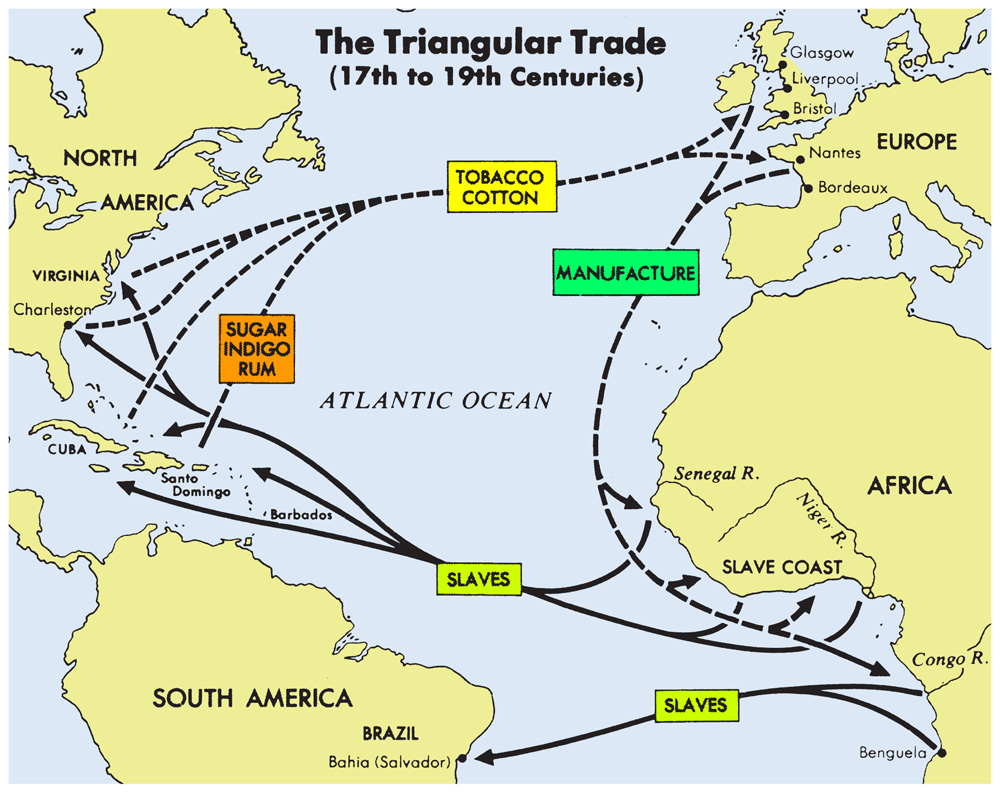 The Triangular Trade
(17th to 19th Centuries)
Glasgow
Liverpool
Bristol
EUROPE
Nantes
Bordeaux
NORTH
AMERICA
TOBACCO
COTTON
MANUFACTURE
VIRGINIA
Charleston
SUGAR
INDIGO
RUM
ATLANTIC OCEAN
CUBA
Santo
Domingo
Barbados
Senegal R.
Niger R.
AFRICA
SLAVE COAST
SLAVES
Congo R.
SOUTH AMERICA
SLAVES
BRAZIL
Bahia (Salvador)
Benguela